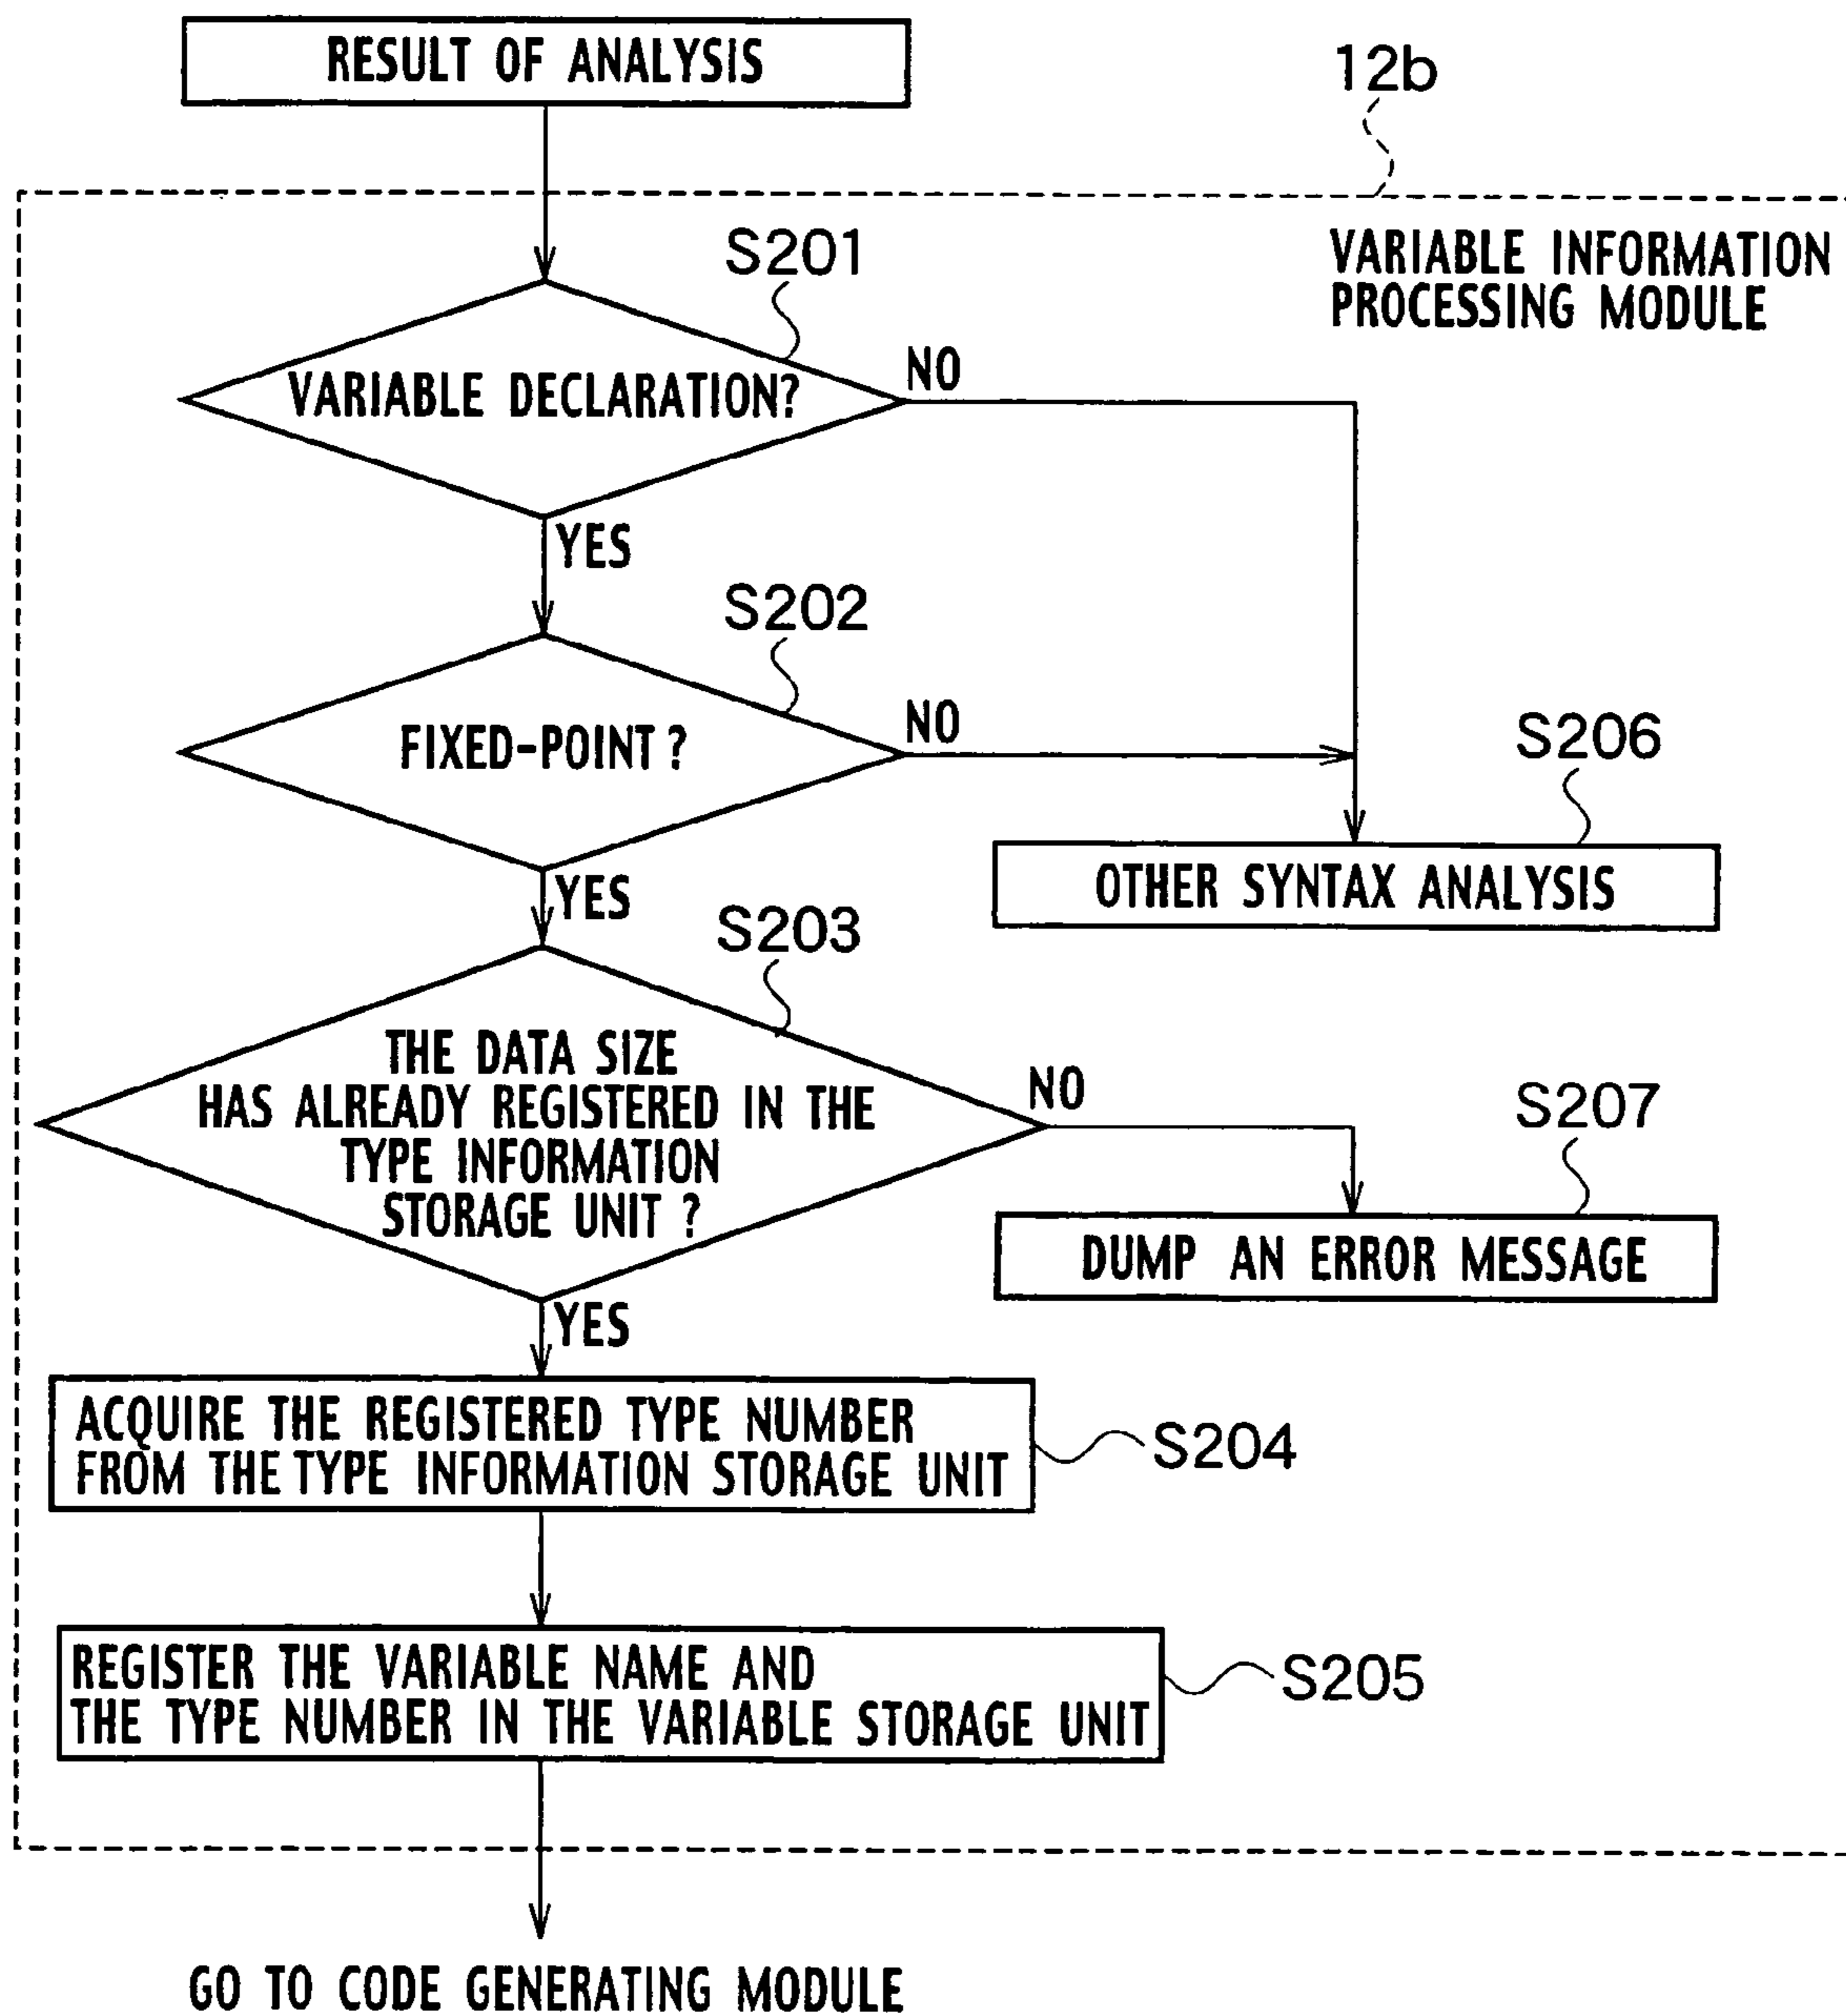 RESULT OF ANALYSIS
12b
VARIABLE INFORMATION
PROCESSING MODULE
S201
VARIABLE DECLARATION?
NO
YES
S202
FIXED-POINT?
NO
S206
YES
OTHER SYNTAX ANALYSIS
S203
THE DATA SIZE
HAS ALREADY REGISTERED IN THE
TYPE INFORMATION
STORAGE UNIT ?
NO
S207
DUMP AN ERROR MESSAGE
YES
ACQUIRE THE REGISTERED TYPE NUMBER
FROM THE TYPE INFORMATION STORAGE UNIT
S204
REGISTER THE VARIABLE NAME AND
THE TYPE NUMBER IN THE VARIABLE STORAGE UNIT
S205
GO TO CODE GENERATING MODULE